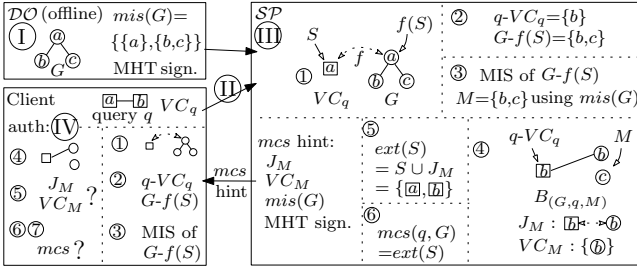 DO (offline)
I
a
b
c
G
mis(G)=
{{a},{b,c}}
MHT sign.
Client
a
b
query q
VC_q
II
auth: IV
④
⑤ J_M
VC_M ?
⑥⑦
mcs ?
①
② q-VC_q
G-f(S)
③ MIS of
G-f(S)
mcs
hint
SP
III
S
f(S)
f
①
a
VC_q
a
b
c
G
② q-VC_q={b}
G-f(S)={b,c}
③ MIS of G-f(S)
M={b,c} using mis(G)
mcs hint:
J_M
VC_M
mis(G)
MHT sign.
⑤
ext(S)
= S ∪ J_M
= {a,b}
⑥
mcs(q,G)
=ext(S)
④
q-VC_q
M
b
b
c
B_(G,q,M)
J_M : b b
VC_M : {b}